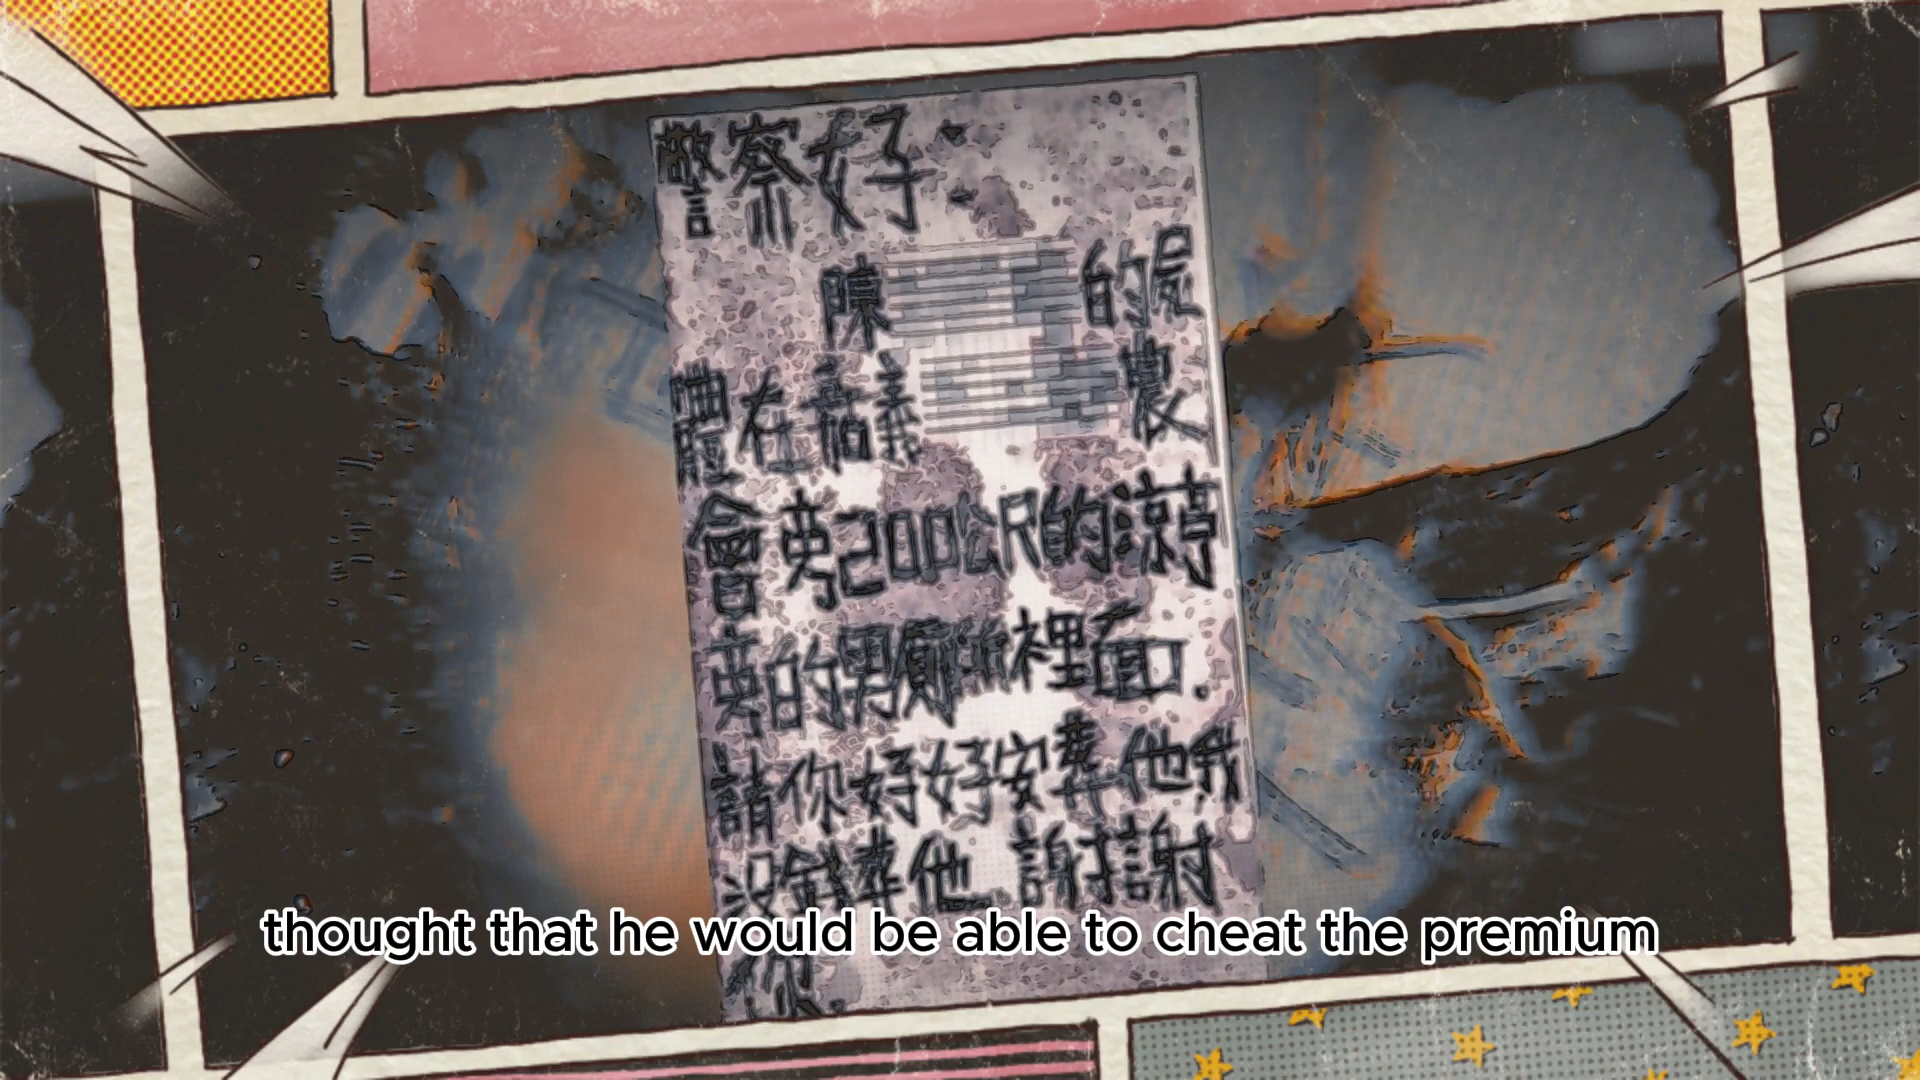 警察好
陳 的屍
體在嘉義 農
會旁200公尺的涼亭
旁的男廁 裡面.
請你好好安葬他我
沒錢葬他 謝謝
你.
thought that he would be able to cheat the premium